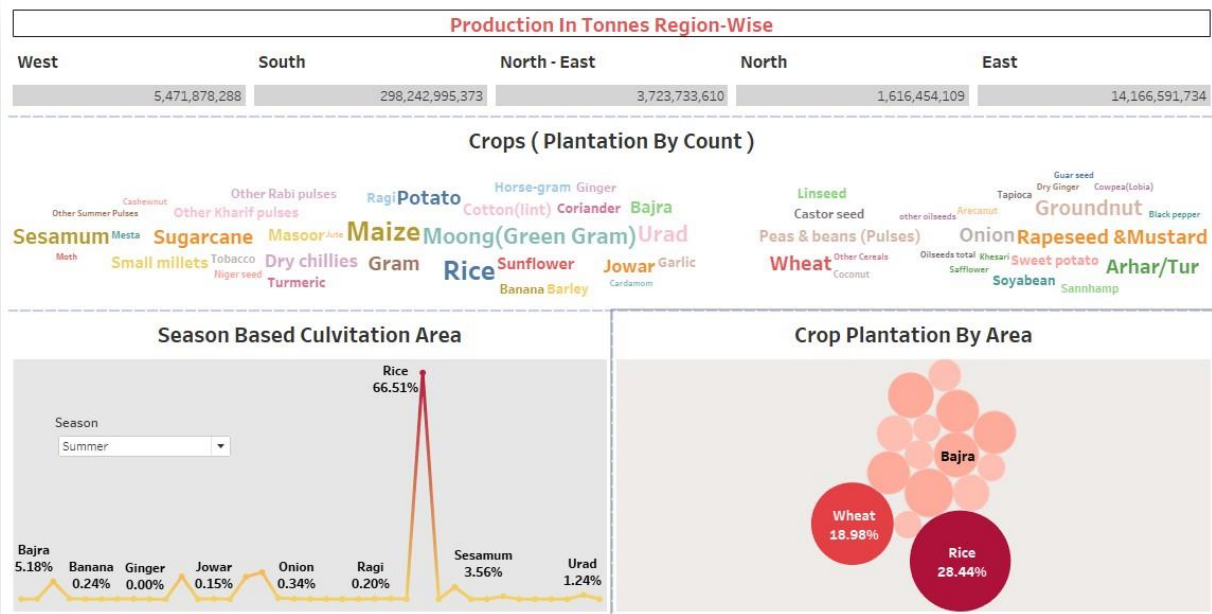 Production In Tonnes Region-Wise
West South North - East North East
5,471,878,288 298,242,995,373 3,723,733,610 1,616,454,109 14,166,591,734
Crops ( Plantation By Count )
Guar seed
Horse-gram Ginger Dry Ginger Cowpea(Lobia)
Cashewnut Other Rabi pulses Ragi Potato Linseed Tapioca
Other Summer Pulses Other Kharif pulses Cotton(lint) Coriander Bajra Castor seed other oilseeds Arecanut Groundnut Black pepper
Sesamum Mesta Sugarcane Masoor Jute Maize Moong(Green Gram) Urad Peas & beans (Pulses) Onion Rapeseed &Mustard
Moth Small millets Tobacco Dry chillies Gram Rice Sunflower Jowar Garlic Wheat Other Cereals Oilseeds total Khesari Sweet potato Arhar/Tur
Niger seed Turmeric Coconut Safflower Soyabean
Banana Barley Cardamom Sannhamp
Season Based Culvitation Area
Rice
66.51%
Season
Summer
Bajra
5.18%
Banana
0.24%
Ginger
0.00%
Jowar
0.15%
Onion
0.34%
Ragi
0.20%
Sesamum
3.56%
Urad
1.24%
Crop Plantation By Area
Bajra
Wheat
18.98%
Rice
28.44%